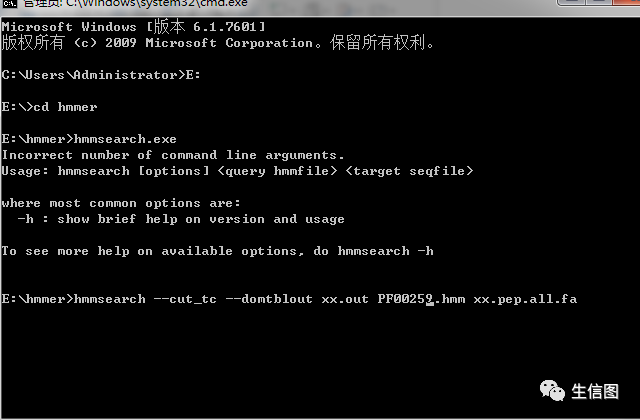 管理员: C:\Windows\system32\cmd.exe
Microsoft Windows [版本 6.1.7601]
版权所有 (c) 2009 Microsoft Corporation。保留所有权利。
C:\Users\Administrator>E:
E:\>cd hmmer
E:\hmmer>hmmsearch.exe
Incorrect number of command line arguments.
Usage: hmmsearch [options] <query hmmfile> <target seqfile>
where most common options are:
-h : show brief help on version and usage
To see more help on available options, do hmmsearch -h
E:\hmmer>hmmsearch --cut_tc --domtblout xx.out PF00259.hmm xx.pep.all.fa
生信图